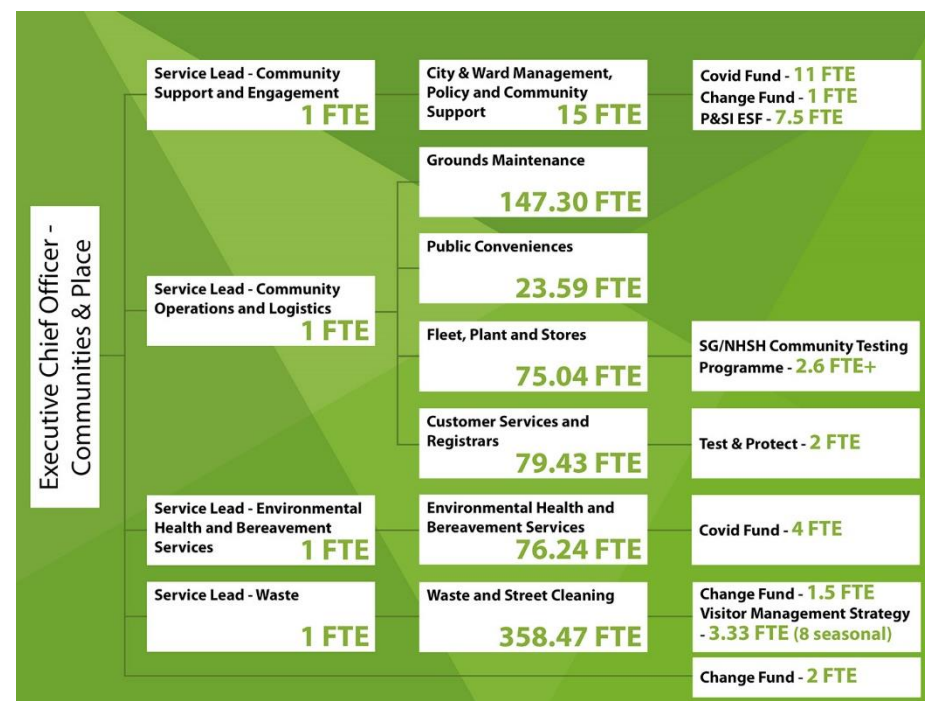 Executive Chief Officer -
Communities & Place
Service Lead - Community
Support and Engagement
1 FTE
City & Ward Management,
Policy and Community
Support 15 FTE
Covid Fund - 11 FTE
Change Fund - 1 FTE
P&SI ESF - 7.5 FTE
Service Lead - Community
Operations and Logistics
1 FTE
Grounds Maintenance
147.30 FTE
Public Conveniences
23.59 FTE
Fleet, Plant and Stores
75.04 FTE
SG/NHSH Community Testing
Programme - 2.6 FTE+
Customer Services and
Registrars
79.43 FTE
Test & Protect - 2 FTE
Service Lead - Environmental
Health and Bereavement
Services 1 FTE
Environmental Health and
Bereavement Services
76.24 FTE
Covid Fund - 4 FTE
Service Lead - Waste
1 FTE
Waste and Street Cleaning
358.47 FTE
Change Fund - 1.5 FTE
Visitor Management Strategy
- 3.33 FTE (8 seasonal)
Change Fund - 2 FTE